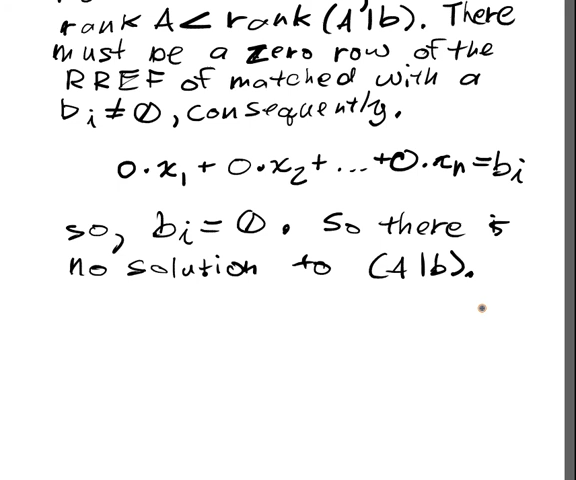 rank A < rank (A'|b). There
must be a zero row of the
RREF of matched with a
bi ≠ 0, consequently.
0·x₁ + 0·x₂ + ... + 0·xn = bi
so, bi = 0. So there is
no solution to (A|b).